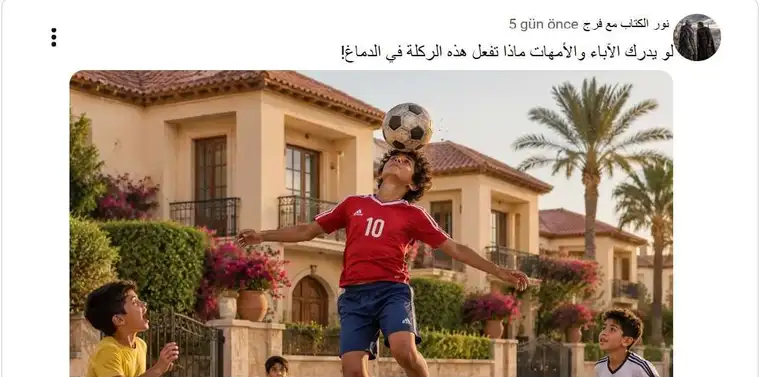 نور الكتاب مع فرج 5 gün önce
لو يدرك الآباء والأمهات ماذا تفعل هذه الركلة في الدماغ!
10